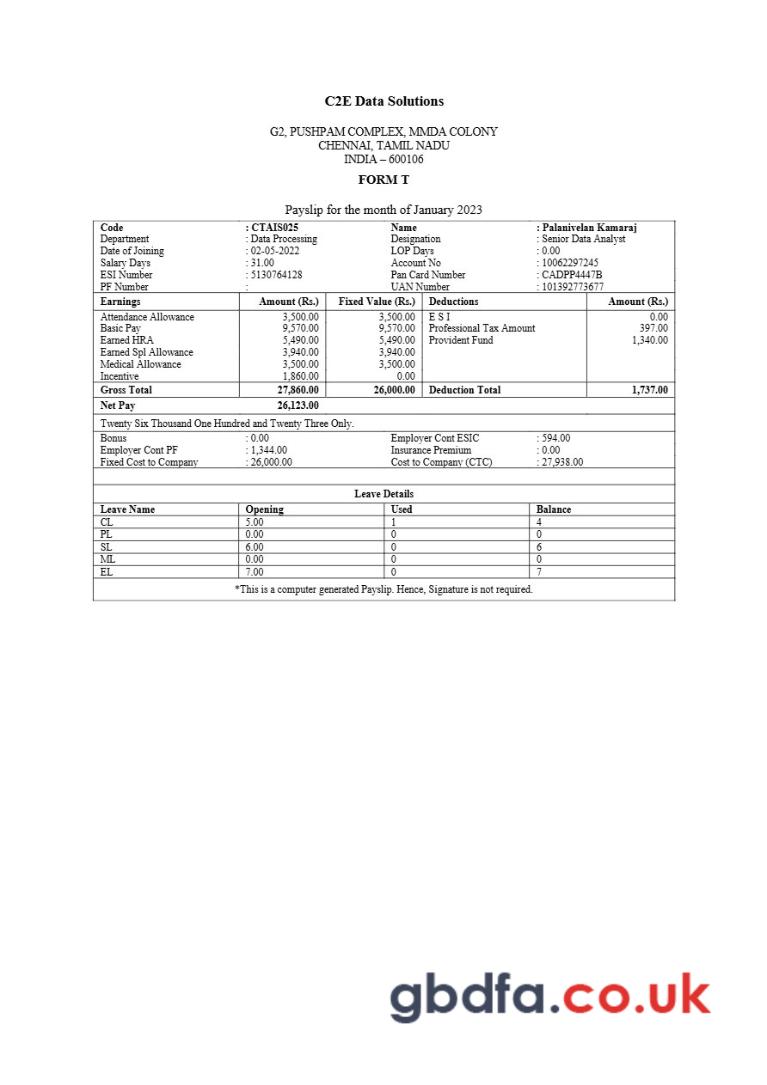 C2E Data Solutions
G2, PUSHPAM COMPLEX, MMDA COLONY
CHENNAI, TAMIL NADU
INDIA – 600106
FORM T
Payslip for the month of January 2023
Code : CTAIS025 Name : Palanivelan Kamaraj
Department : Data Processing Designation : Senior Data Analyst
Date of Joining : 02-05-2022 LOP Days : 0.00
Salary Days : 31.00 Account No : 10062297245
ESI Number : 5130764128 Pan Card Number : CADPP4447B
PF Number : UAN Number : 101392773677
Earnings Amount (Rs.) Fixed Value (Rs.) Deductions Amount (Rs.)
Attendance Allowance 3,500.00 3,500.00 E S I 0.00
Basic Pay 9,570.00 9,570.00 Professional Tax Amount 397.00
Earned HRA 5,490.00 5,490.00 Provident Fund 1,340.00
Earned Spl Allowance 3,940.00 3,940.00
Medical Allowance 3,500.00 3,500.00
Incentive 1,860.00 0.00
Gross Total 27,860.00 26,000.00 Deduction Total 1,737.00
Net Pay 26,123.00
Twenty Six Thousand One Hundred and Twenty Three Only.
Bonus : 0.00 Employer Cont ESIC : 594.00
Employer Cont PF : 1,344.00 Insurance Premium : 0.00
Fixed Cost to Company : 26,000.00 Cost to Company (CTC) : 27,938.00
Leave Details
Leave Name Opening Used Balance
CL 5.00 1 4
PL 0.00 0 0
SL 6.00 0 6
ML 0.00 0 0
EL 7.00 0 7
*This is a computer generated Payslip. Hence, Signature is not required.
gbdfa.co.uk